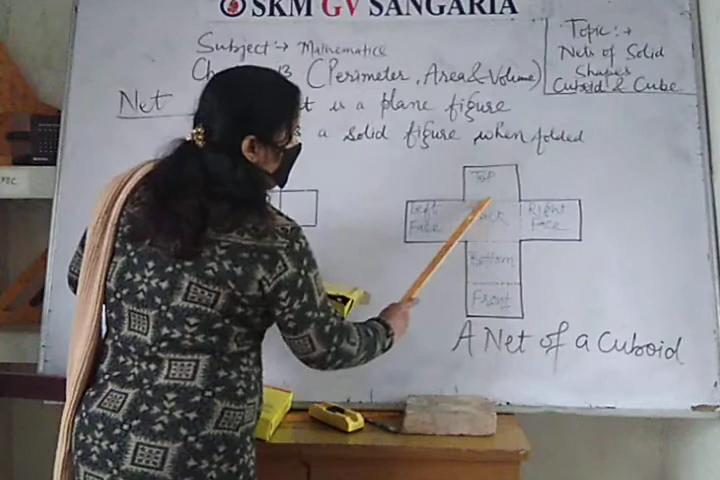 SKM GV SANGARIA
Subject :→ Mathematics
Ch 13 (Perimeter, Area & Volume)
Topic :→
Nets of Solid
Shapes
Cuboid & Cube
Net is a plane figure
a solid figure when folded
Top
Left
Face
Back
Right
Face
Bottom
Front
A Net of a Cuboid